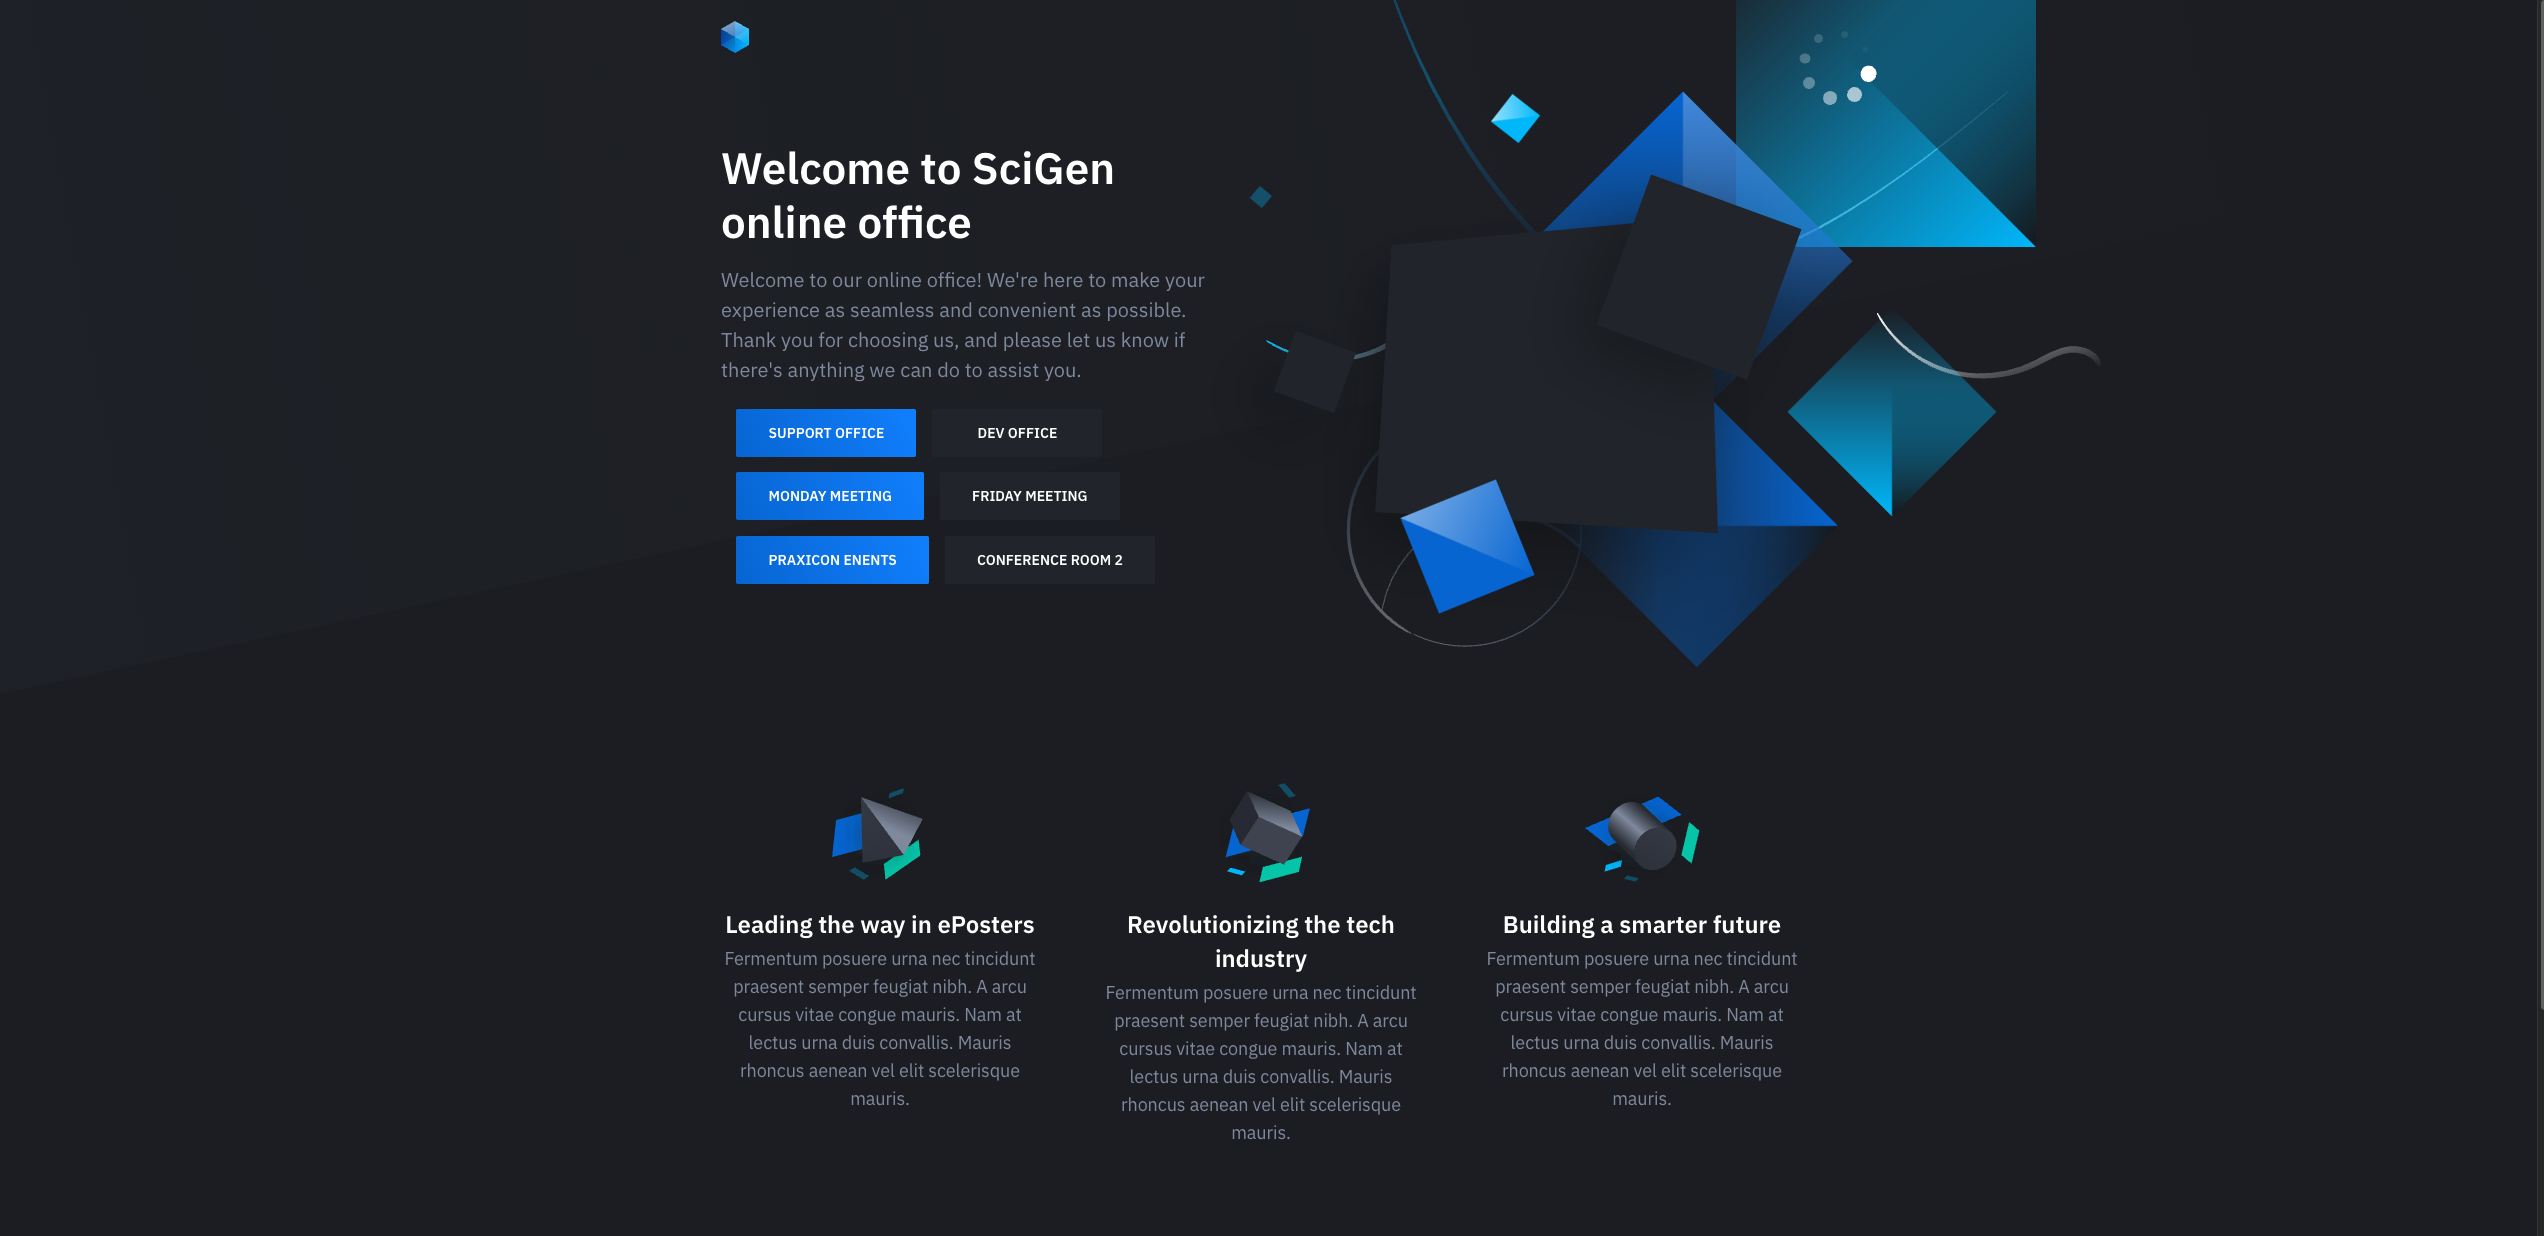 Welcome to SciGen
online office
Welcome to our online office! We're here to make your
experience as seamless and convenient as possible.
Thank you for choosing us, and please let us know if
there's anything we can do to assist you.
SUPPORT OFFICE
DEV OFFICE
MONDAY MEETING
FRIDAY MEETING
PRAXICON ENENTS
CONFERENCE ROOM 2
Leading the way in ePosters
Fermentum posuere urna nec tincidunt
praesent semper feugiat nibh. A arcu
cursus vitae congue mauris. Nam at
lectus urna duis convallis. Mauris
rhoncus aenean vel elit scelerisque
mauris.
Revolutionizing the tech
industry
Fermentum posuere urna nec tincidunt
praesent semper feugiat nibh. A arcu
cursus vitae congue mauris. Nam at
lectus urna duis convallis. Mauris
rhoncus aenean vel elit scelerisque
mauris.
Building a smarter future
Fermentum posuere urna nec tincidunt
praesent semper feugiat nibh. A arcu
cursus vitae congue mauris. Nam at
lectus urna duis convallis. Mauris
rhoncus aenean vel elit scelerisque
mauris.